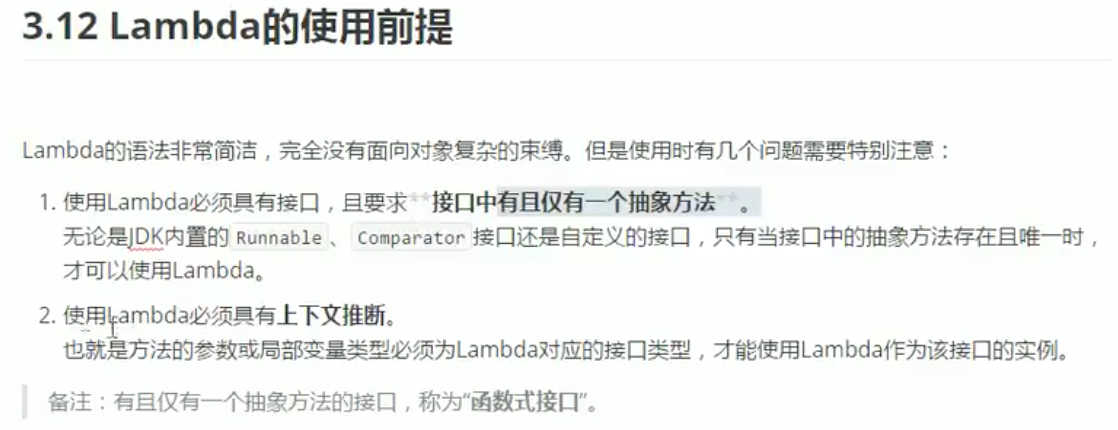 3.12 Lambda的使用前提
Lambda的语法非常简洁，完全没有面向对象复杂的束缚。但是使用时有几个问题需要特别注意：
1. 使用Lambda必须具有接口，且要求**接口中有且仅有一个抽象方法**。
无论是JDK内置的 Runnable 、 Comparator 接口还是自定义的接口，只有当接口中的抽象方法存在且唯一时，
才可以使用Lambda。
2. 使用Lambda必须具有上下文推断。
也就是方法的参数或局部变量类型必须为Lambda对应的接口类型，才能使用Lambda作为该接口的实例。
备注：有且仅有一个抽象方法的接口，称为“函数式接口”。